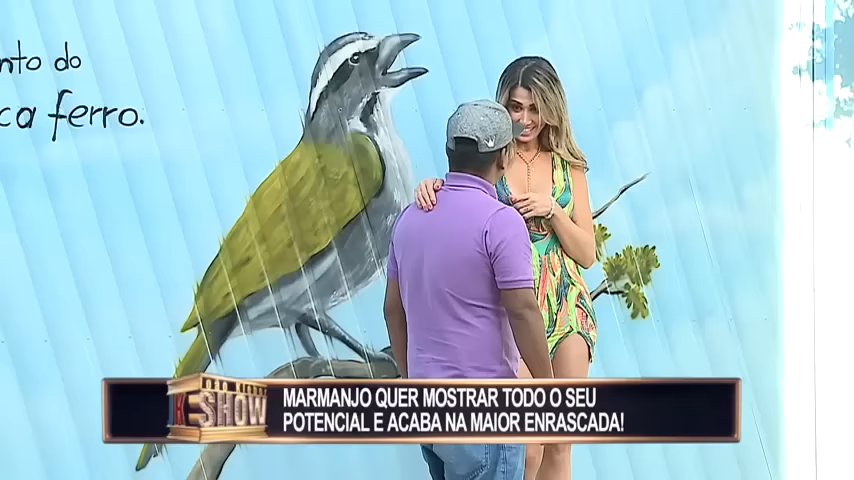 nto do
ca ferro.
SHOW
MARMANJO QUER MOSTRAR TODO O SEU
POTENCIAL E ACABA NA MAIOR ENRASCADA!